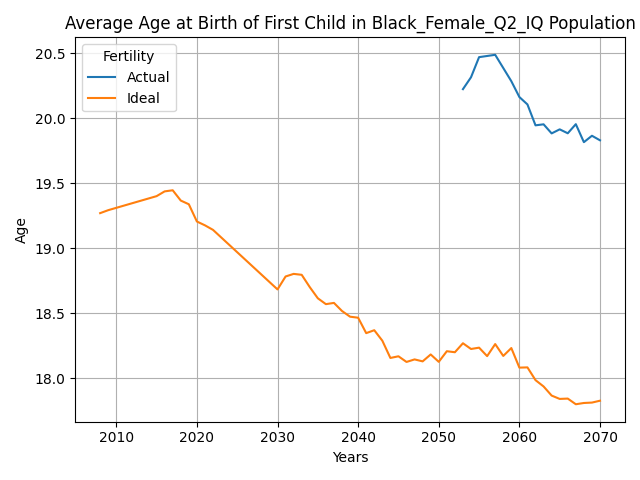 Average Age at Birth of First Child in Black_Female_Q2_IQ Population
Fertility
Actual
Ideal
Age
20.5
20.0
19.5
19.0
18.5
18.0
2010 2020 2030 2040 2050 2060 2070
Years